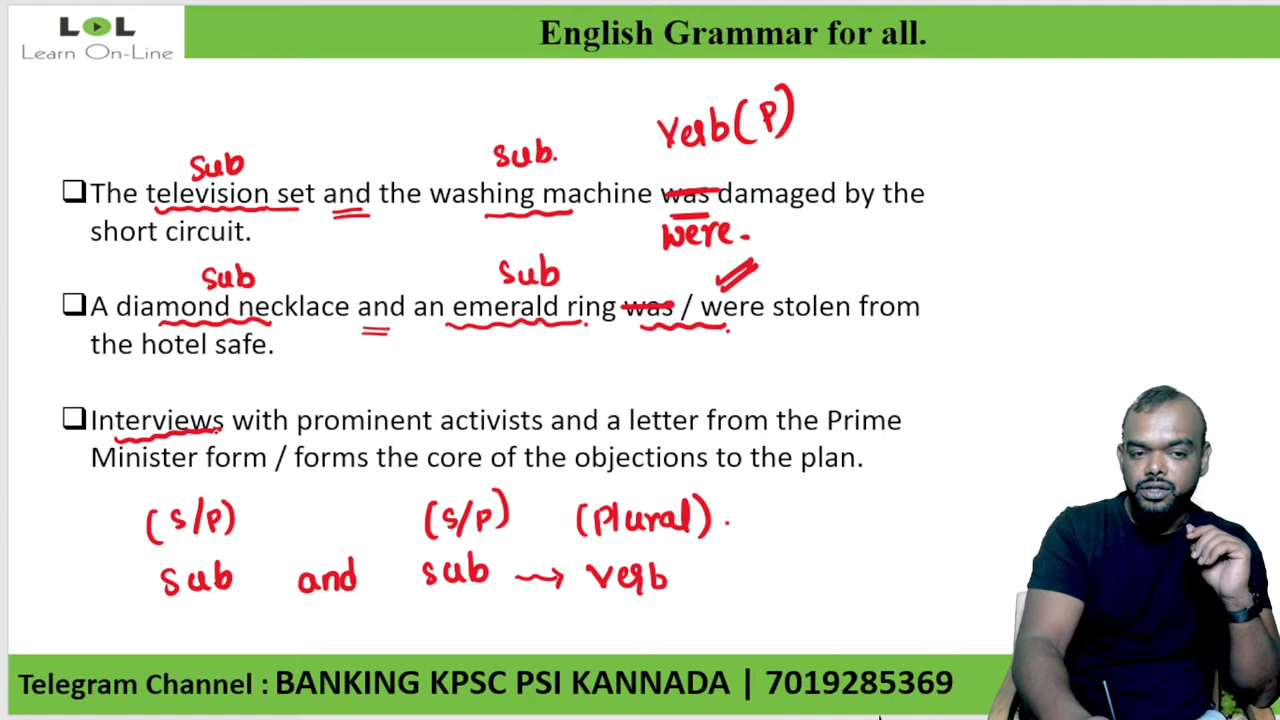 LOL
Learn On-Line
English Grammar for all.
Verb (P)
Sub sub.
The television set and the washing machine was damaged by the
short circuit. were.
Sub Sub
A diamond necklace and an emerald ring was / were stolen from
the hotel safe.
Interviews with prominent activists and a letter from the Prime
Minister form / forms the core of the objections to the plan.
(S/P) (S/P) (Plural).
Sub and sub → verb
Telegram Channel : BANKING KPSC PSI KANNADA | 7019285369